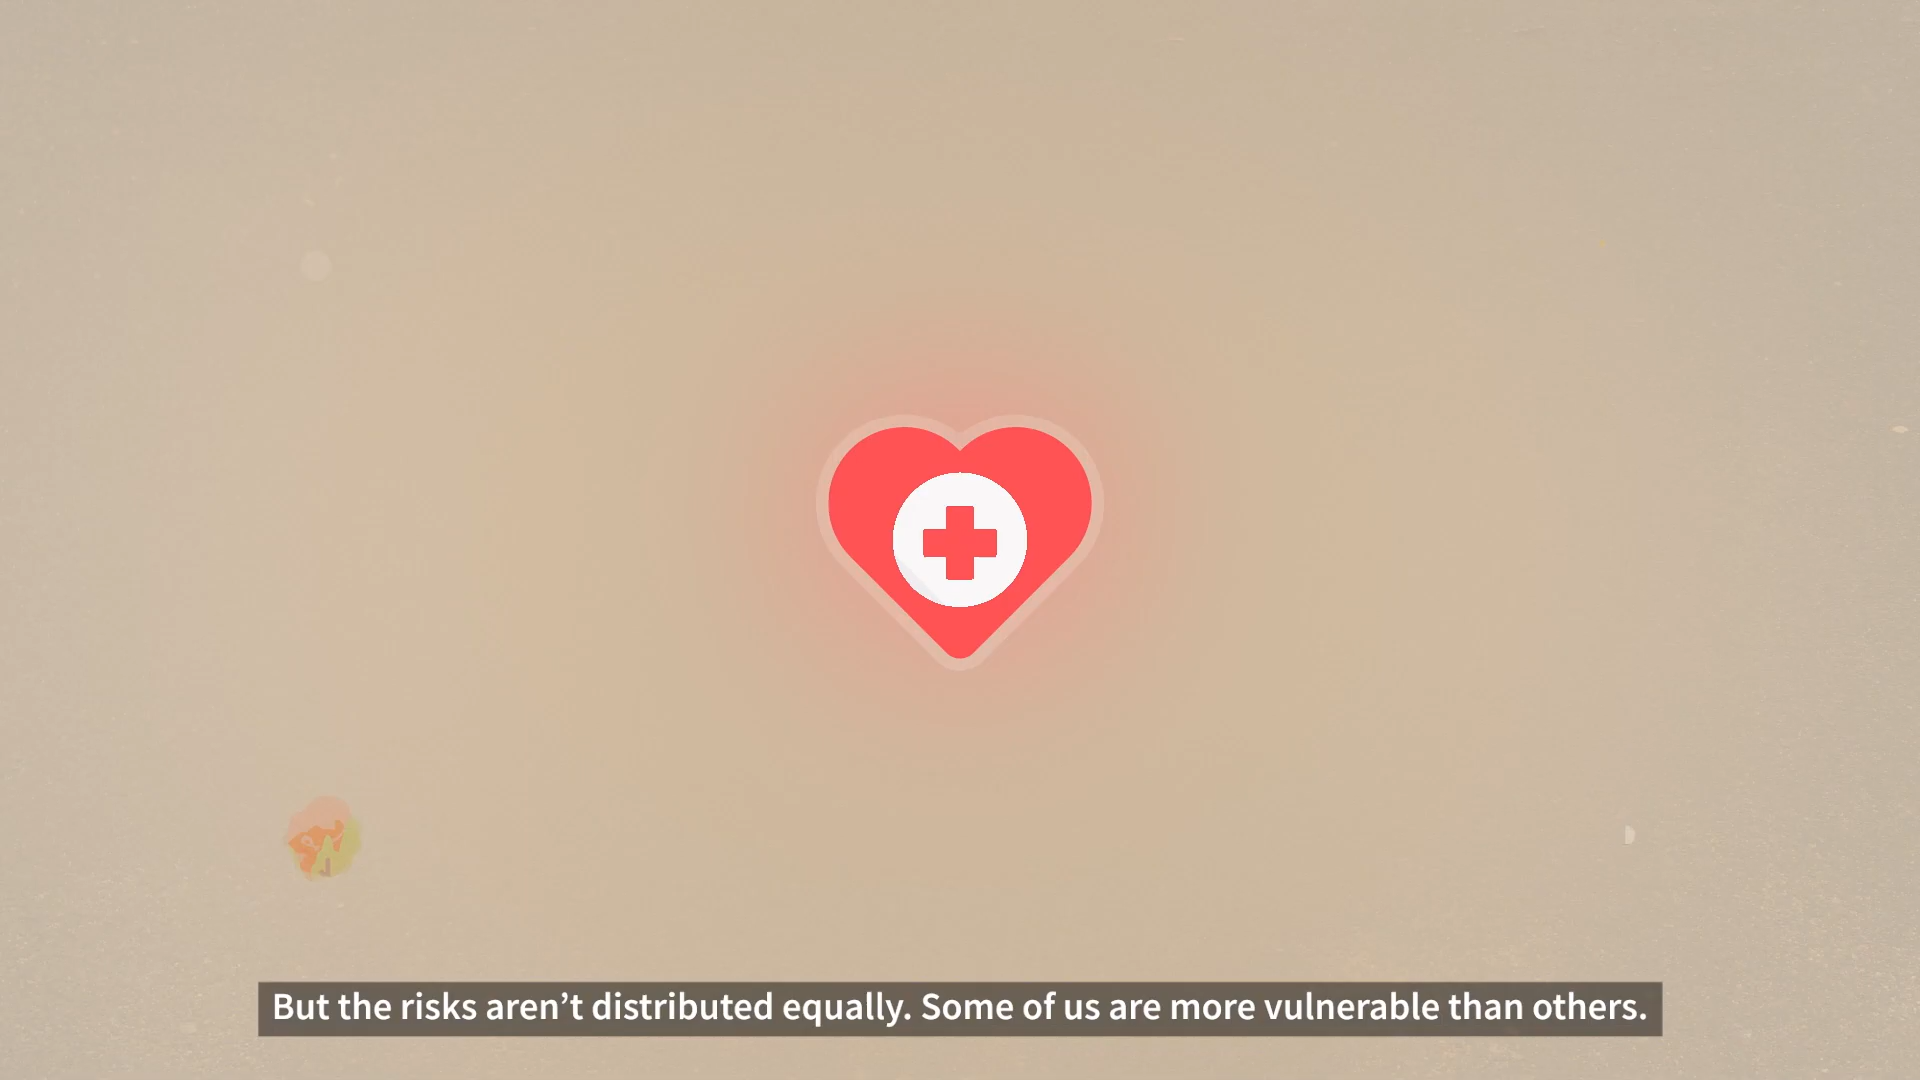 But the risks aren’t distributed equally. Some of us are more vulnerable than others.